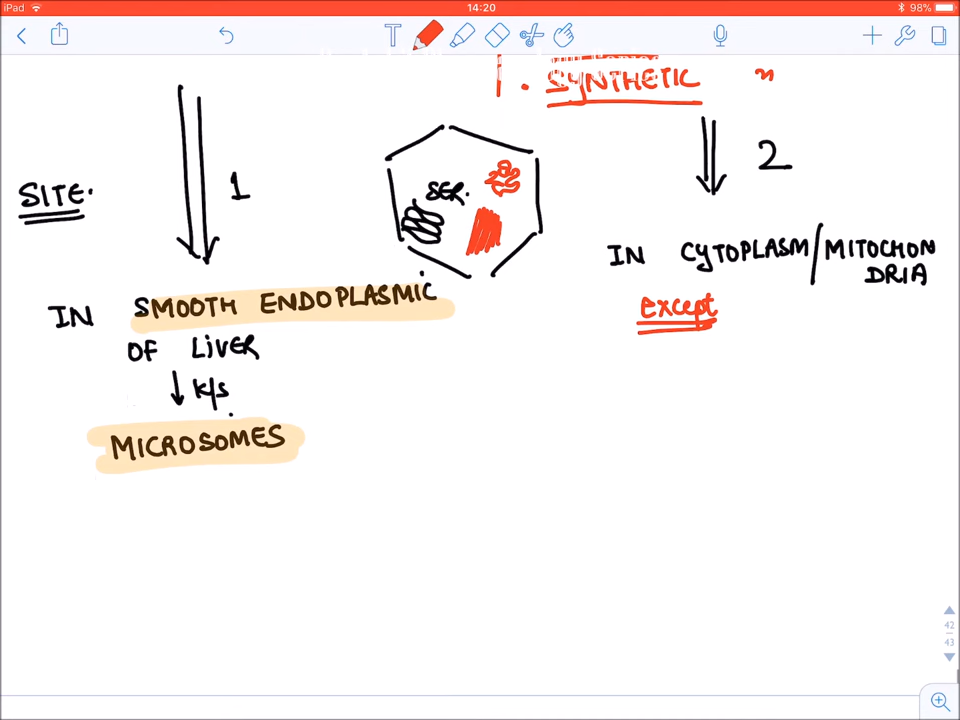 iPad 14:20 98%
T
SYNTHETIC
SITE.
1
SER.
2
IN SMOOTH ENDOPLASMIC
OF LIVER
K/S
MICROSOMES
IN CYTOPLASM/MITOCHON
DRIA
except
42
43